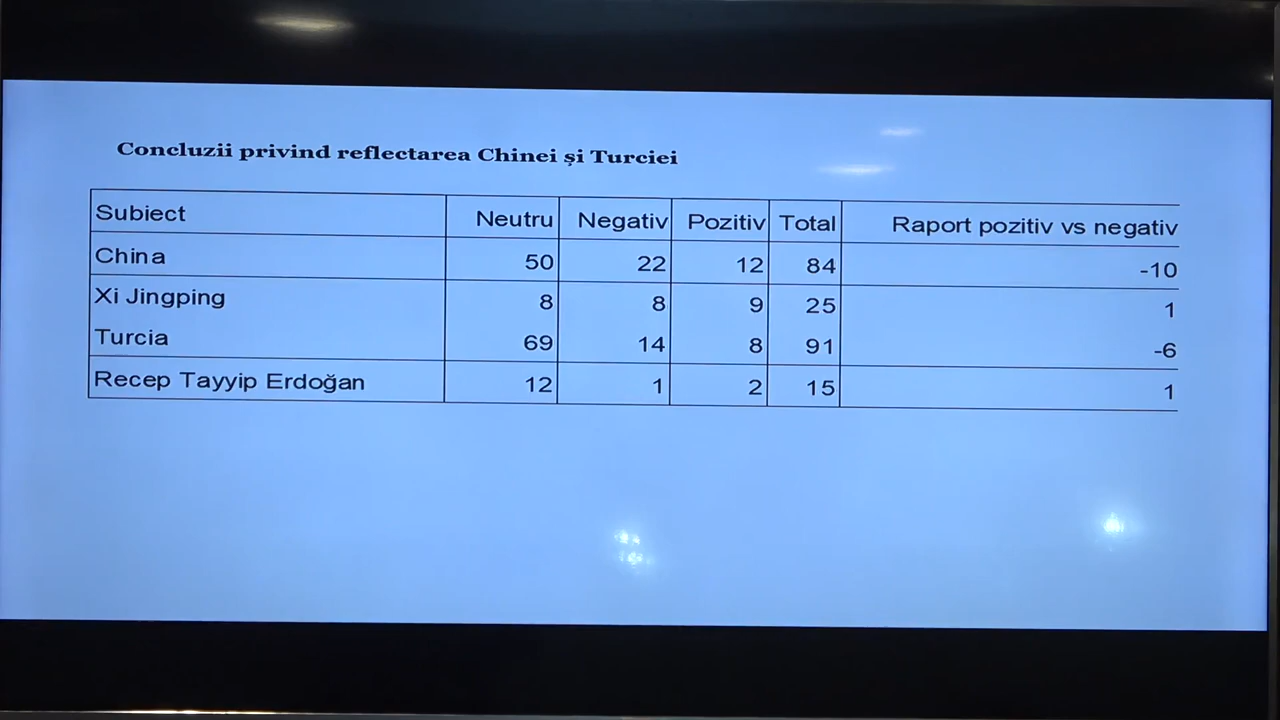 Concluzii privind reflectarea Chinei și Turciei
Subiect Neutru Negativ Pozitiv Total Raport pozitiv vs negativ
China 50 22 12 84 -10
Xi Jingping 8 8 9 25 1
Turcia 69 14 8 91 -6
Recep Tayyip Erdoğan 12 1 2 15 1